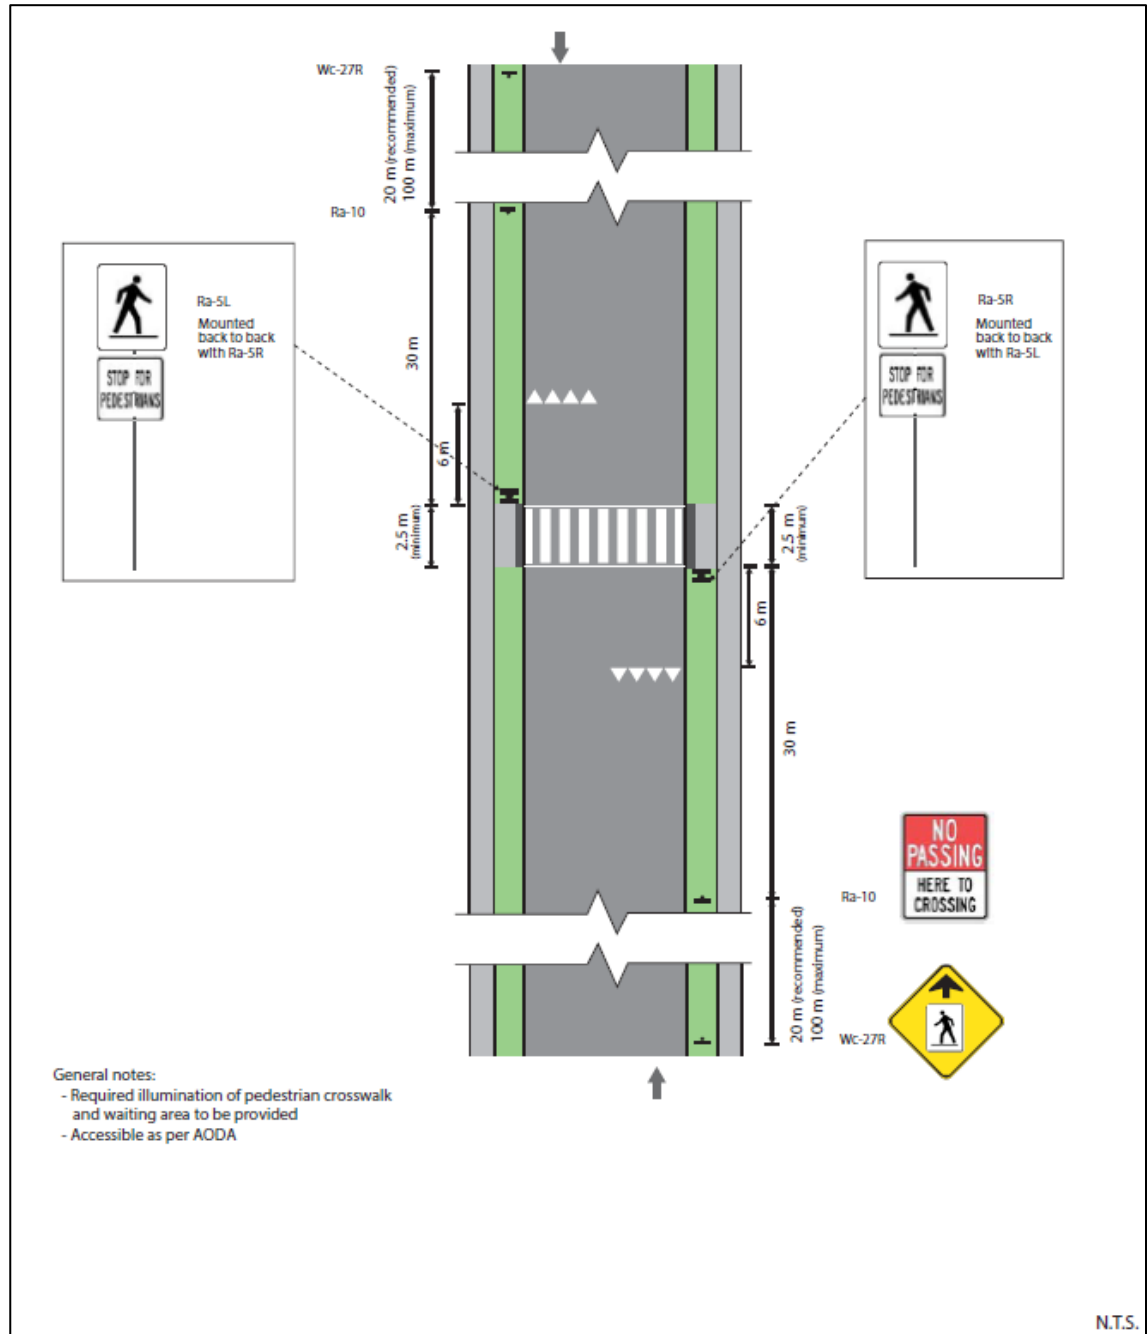 Wc-27R
20 m (recommended)
100 m (maximum)
Ra-10
30 m
6 m
2.5 m
(minimum)
Ra-5L
Mounted
back to back
with Ra-5R
STOP FOR
PEDESTRIANS
Ra-5R
Mounted
back to back
with Ra-5L
STOP FOR
PEDESTRIANS
2.5 m
(minimum)
6 m
30 m
Ra-10
NO
PASSING
HERE TO
CROSSING
20 m (recommended)
100 m (maximum)
Wc-27R
General notes:
- Required illumination of pedestrian crosswalk
and waiting area to be provided
- Accessible as per AODA
N.T.S.